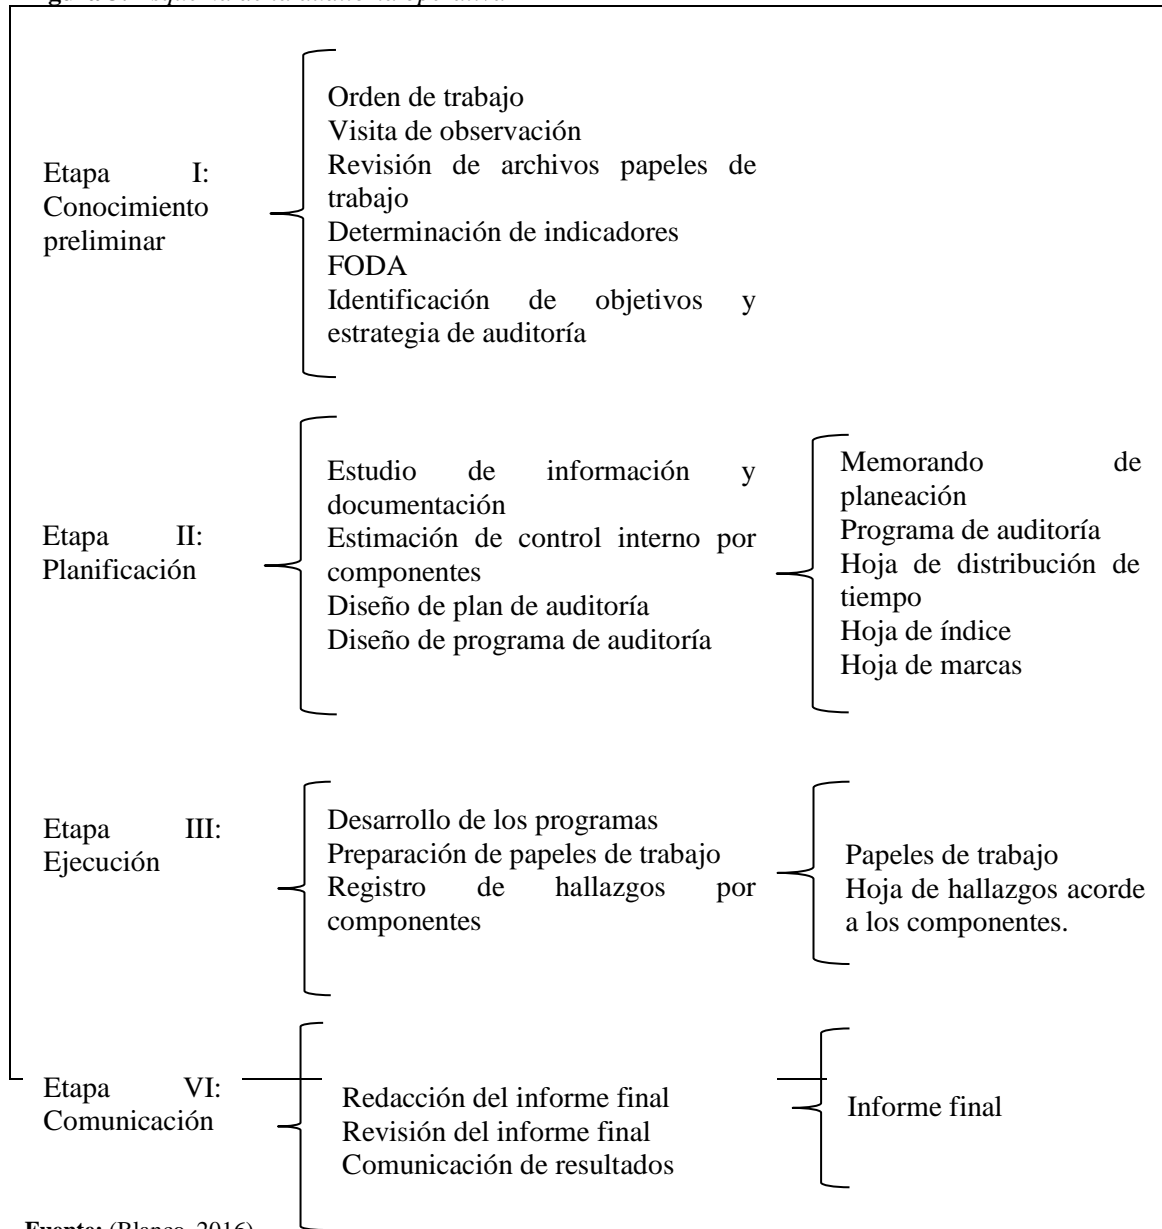 Etapa I:
Conocimiento
preliminar
Orden de trabajo
Visita de observación
Revisión de archivos papeles de
trabajo
Determinación de indicadores
FODA
Identificación de objetivos y
estrategia de auditoría
Etapa II:
Planificación
Estudio de información y
documentación
Estimación de control interno por
componentes
Diseño de plan de auditoría
Diseño de programa de auditoría
Memorando de
planeación
Programa de auditoría
Hoja de distribución de
tiempo
Hoja de índice
Hoja de marcas
Etapa III:
Ejecución
Desarrollo de los programas
Preparación de papeles de trabajo
Registro de hallazgos por
componentes
Papeles de trabajo
Hoja de hallazgos acorde
a los componentes.
Etapa VI:
Comunicación
Redacción del informe final
Revisión del informe final
Comunicación de resultados
Informe final
Fuente: (Blanco, 2016)